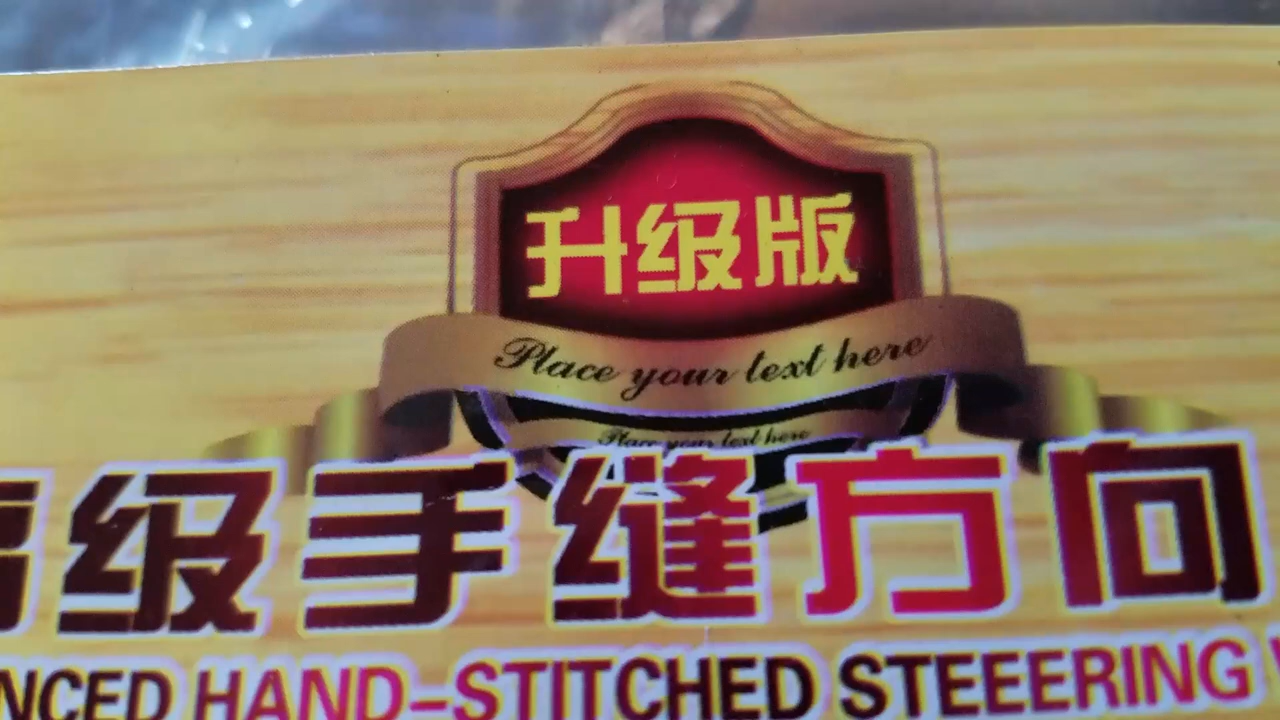 升级版
Place your text here
Place your text here
级手缝方向
NCED HAND-STITCHED STEEERING